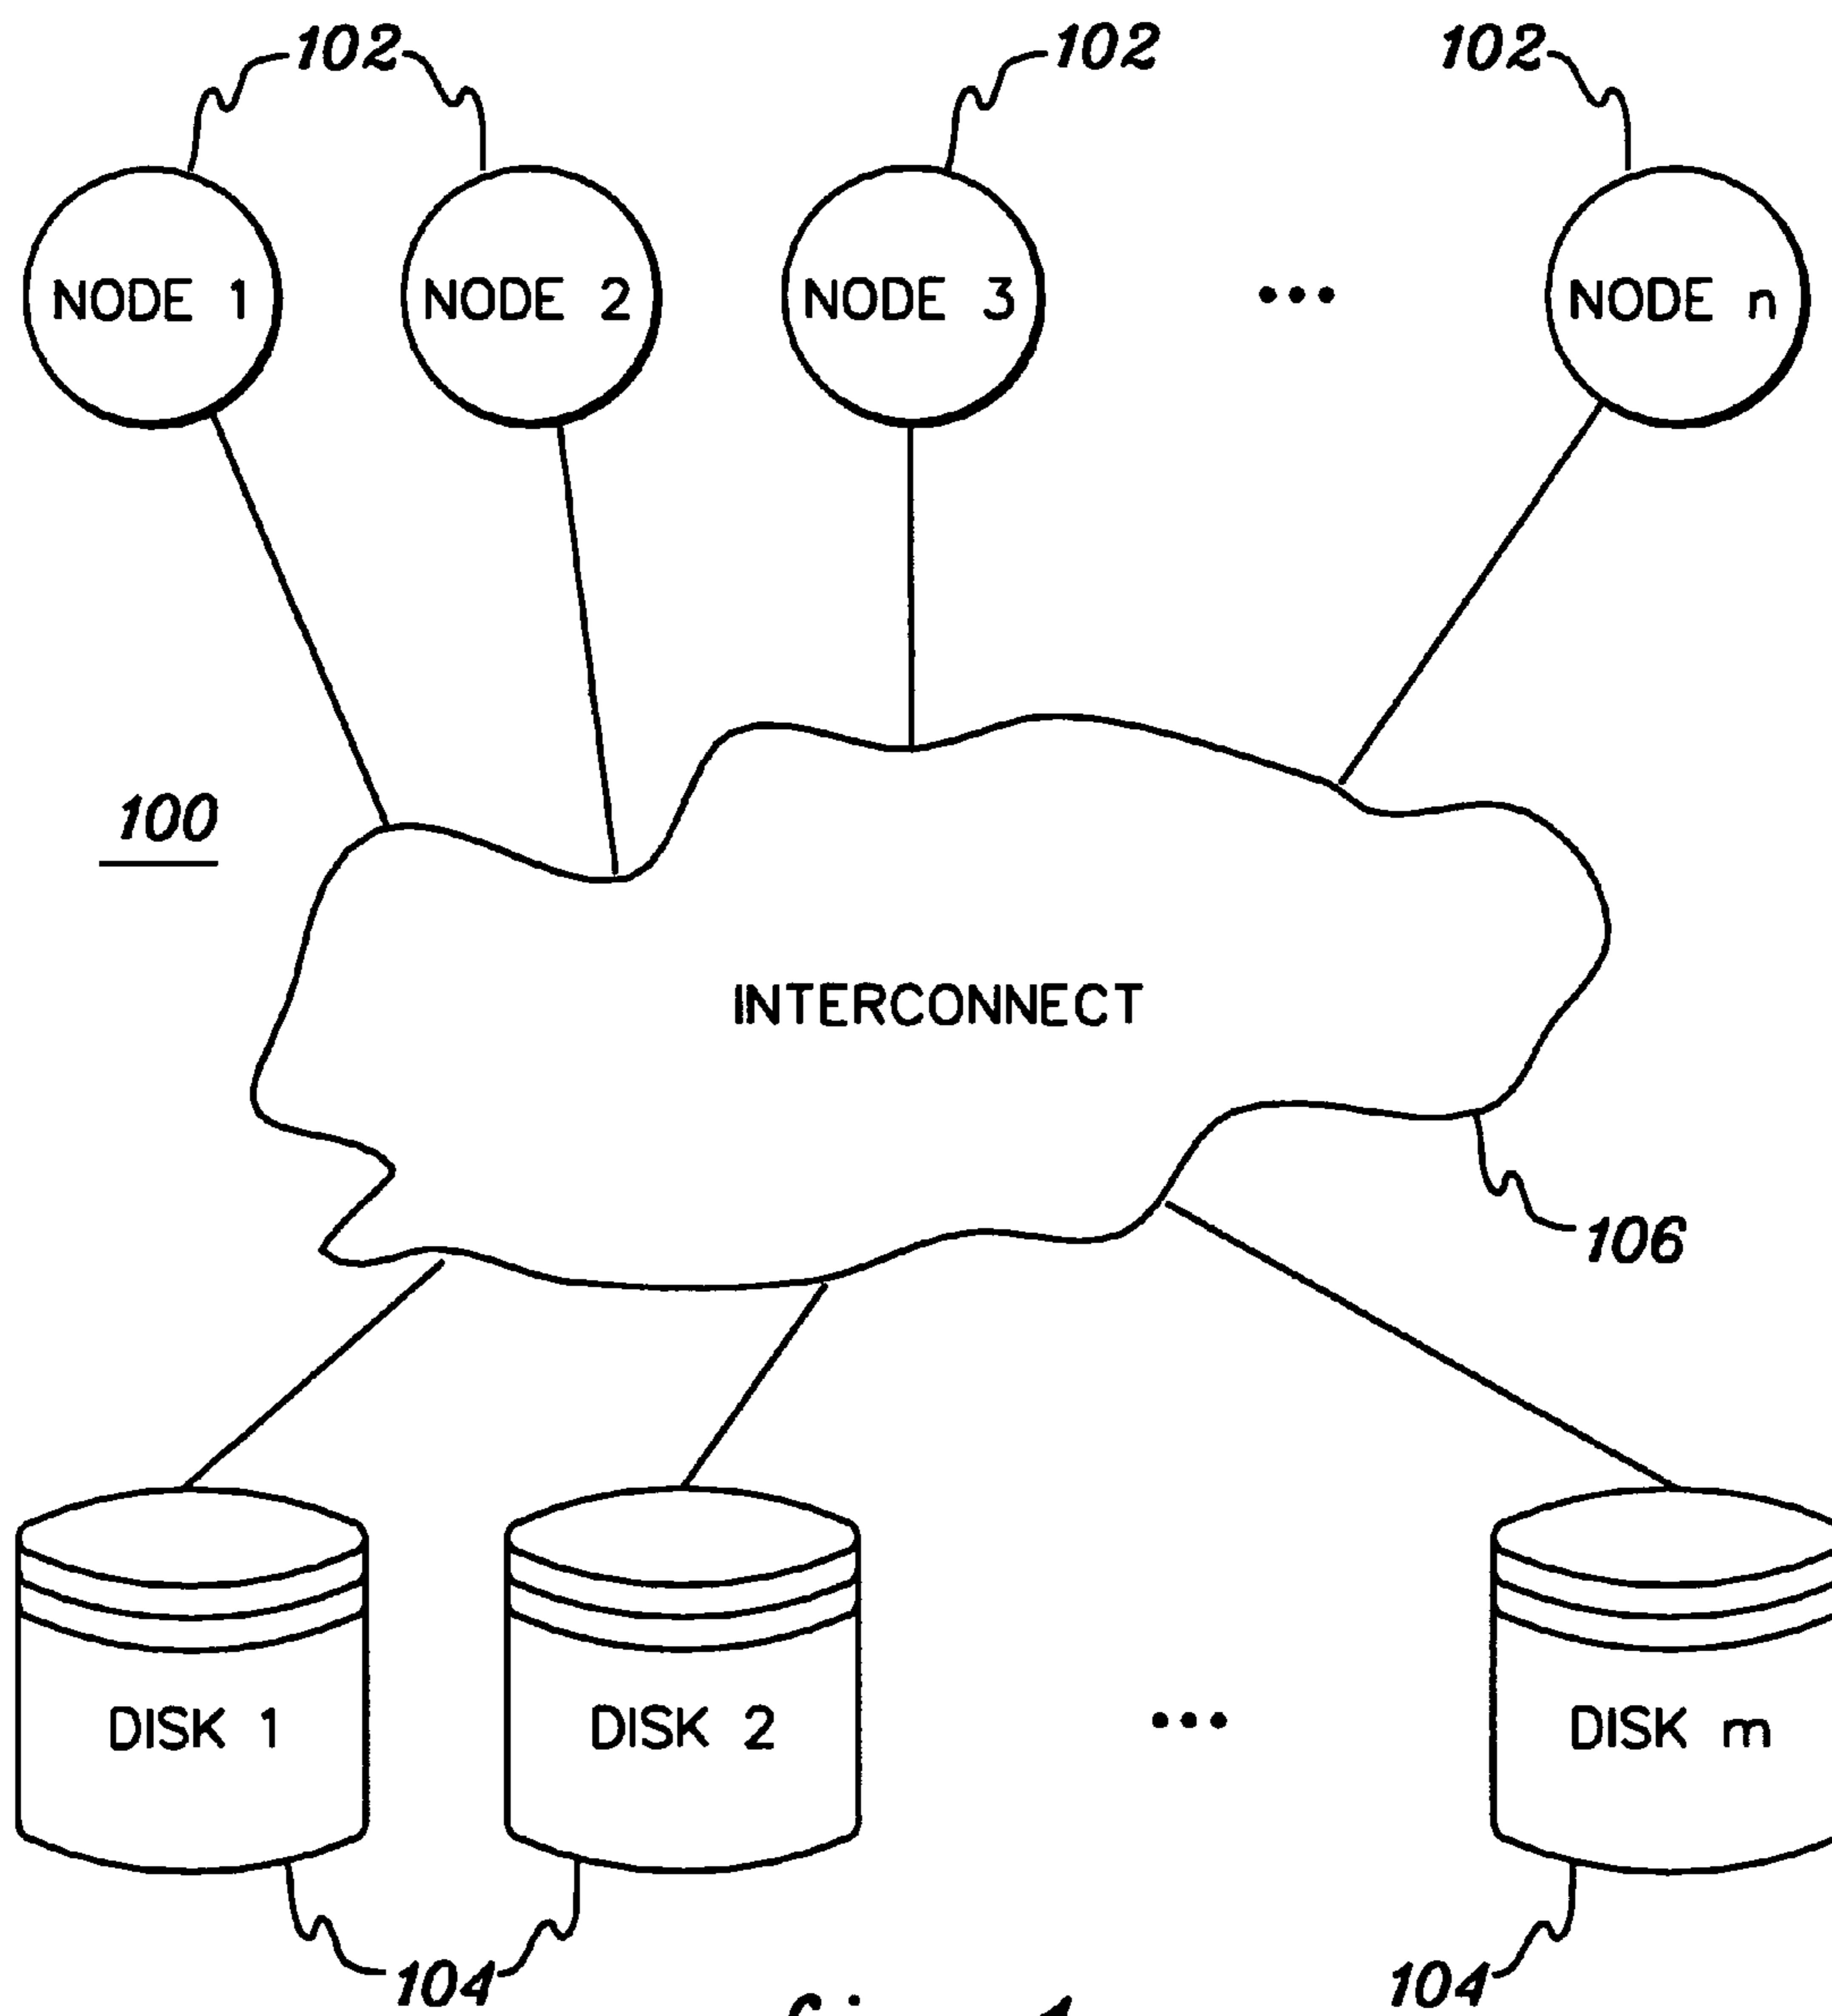 102 102 102
NODE 1 NODE 2 NODE 3 ... NODE n
100
INTERCONNECT
106
DISK 1 DISK 2 ... DISK m
104 104